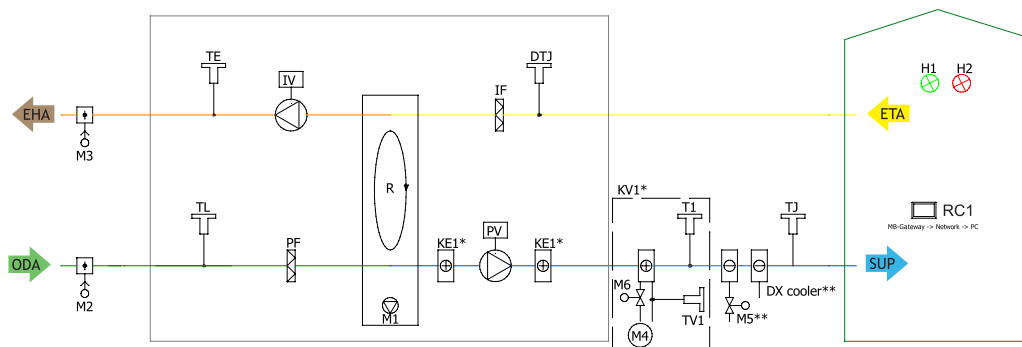 TE
DTJ
H1 H2
IV
IF
EHA
ETA
M3
R
KV1*
TL
T1
TJ
RC1
MB-Gateway -> Network -> PC
PF
KE1*
PV
KE1*
ODA
SUP
M6
DX cooler**
M2
M1
M4
TV1
M5**